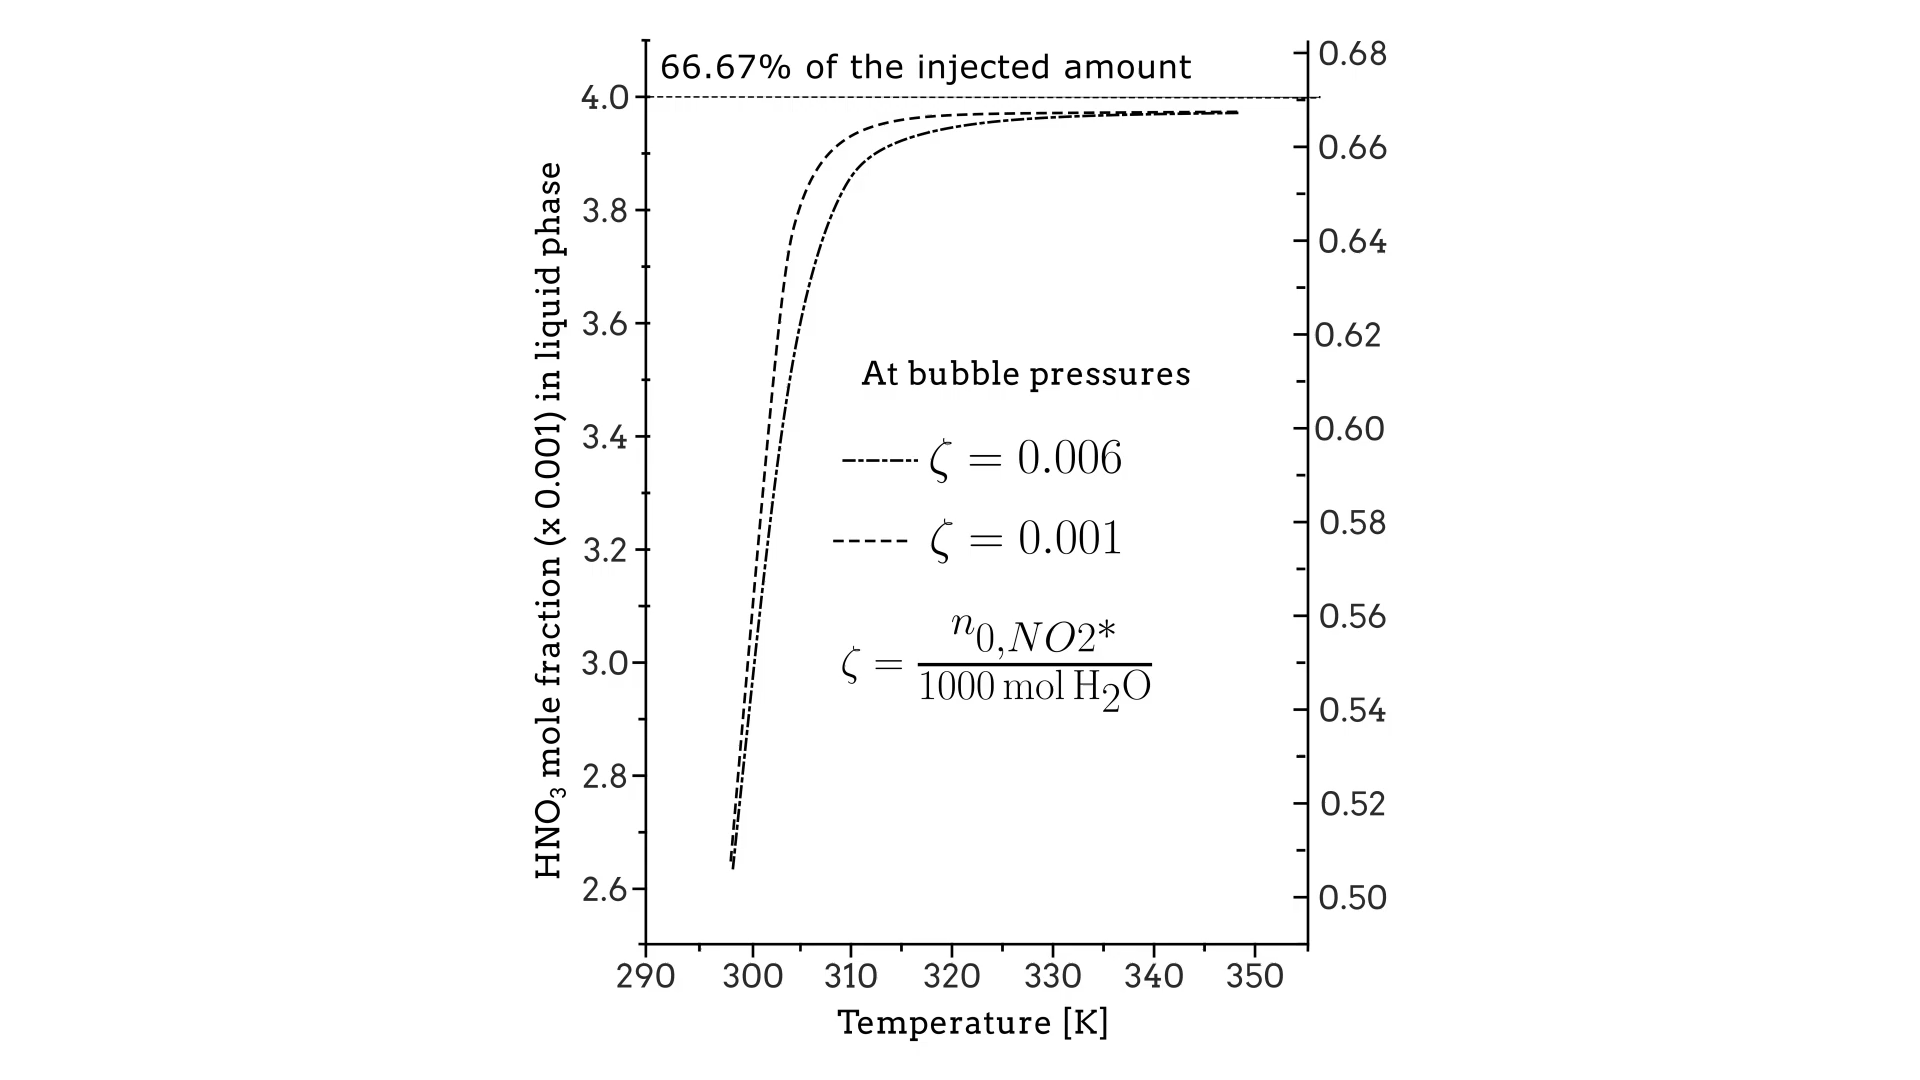 66.67% of the injected amount
4.0
3.8
3.6
3.4
3.2
3.0
2.8
2.6
HNO₃ mole fraction (x 0.001) in liquid phase
0.68
0.66
0.64
0.62
0.60
0.58
0.56
0.54
0.52
0.50
At bubble pressures
ζ = 0.006
ζ = 0.001
ζ = n₀,NO2* / 1000 mol H₂O
290 300 310 320 330 340 350
Temperature [K]